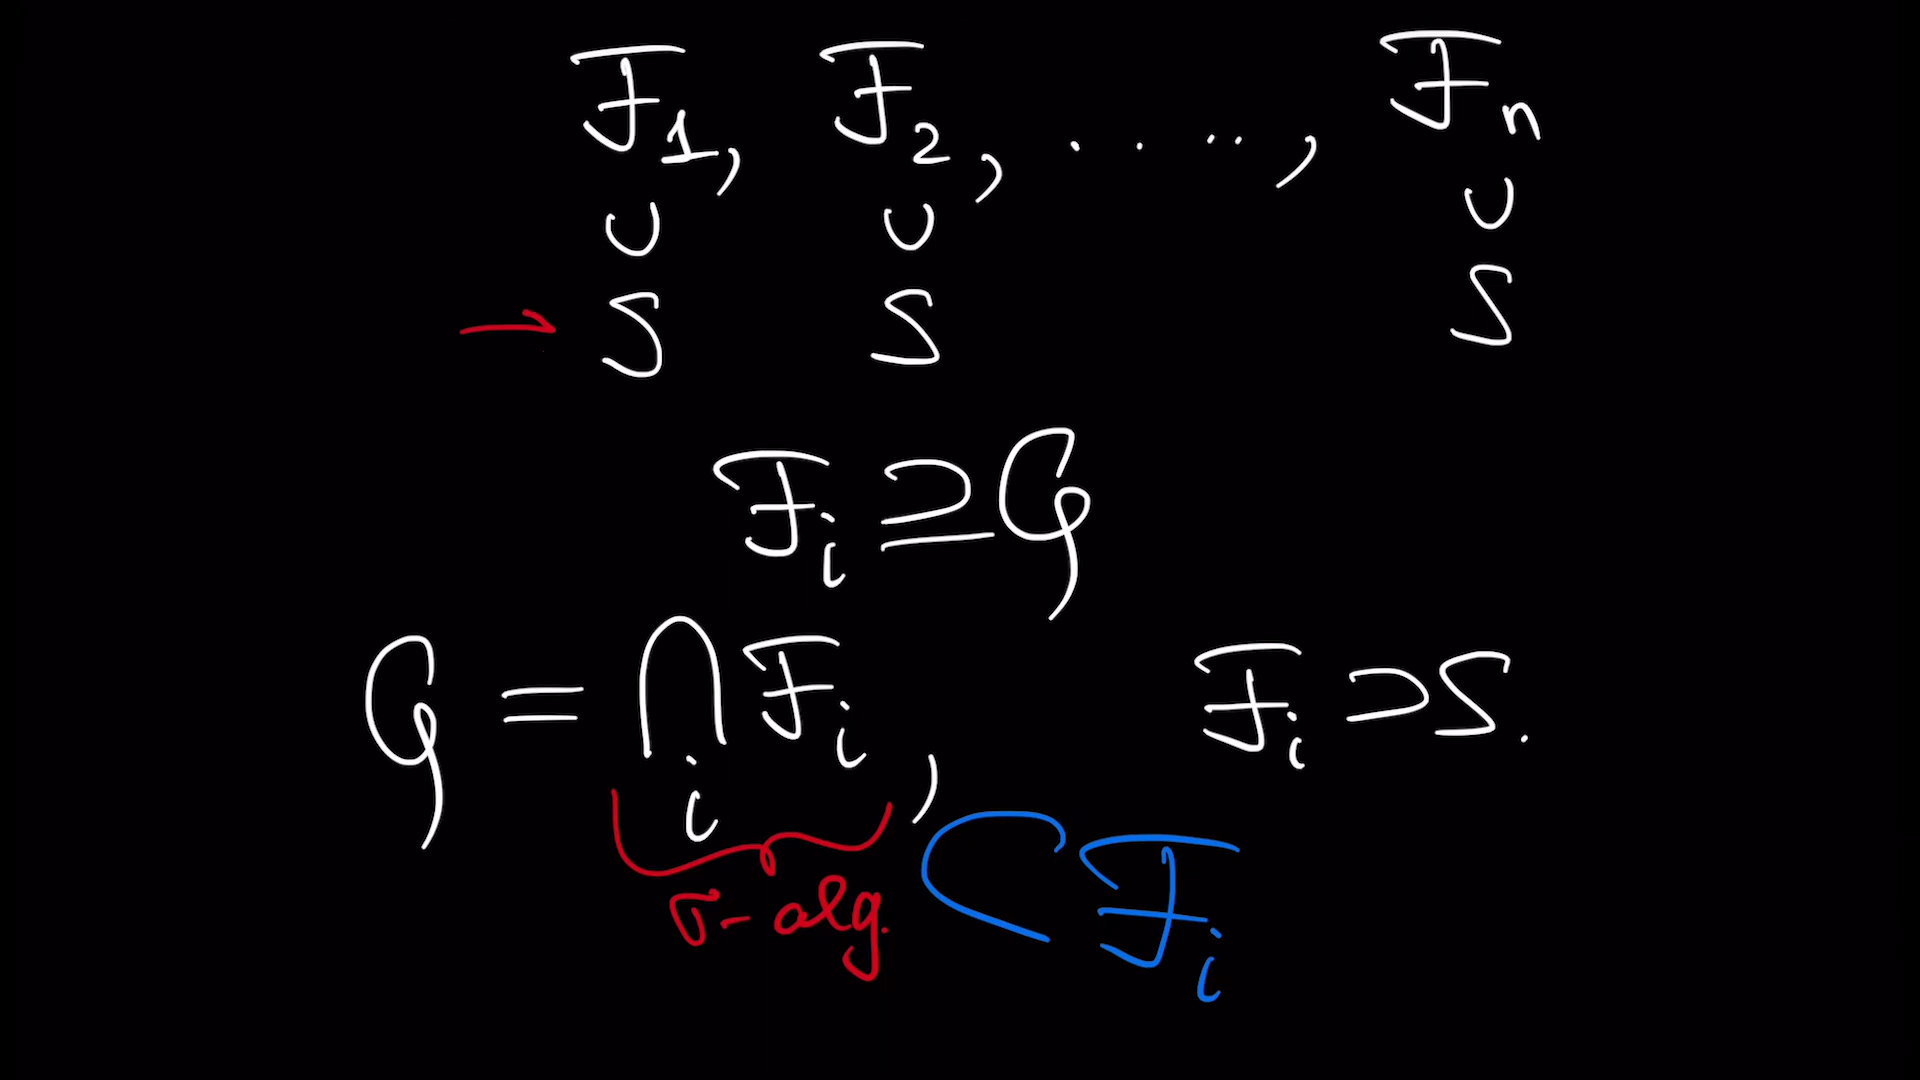 ℱ₁, ℱ₂, ....., ℱₙ
∪ ∪ ∪
→ S S S
ℱᵢ ⊇ 𝒢
𝒢 = ⋂ᵢ ℱᵢ, ℱᵢ ⊃ S.
σ-alg. ⊂ ℱᵢ